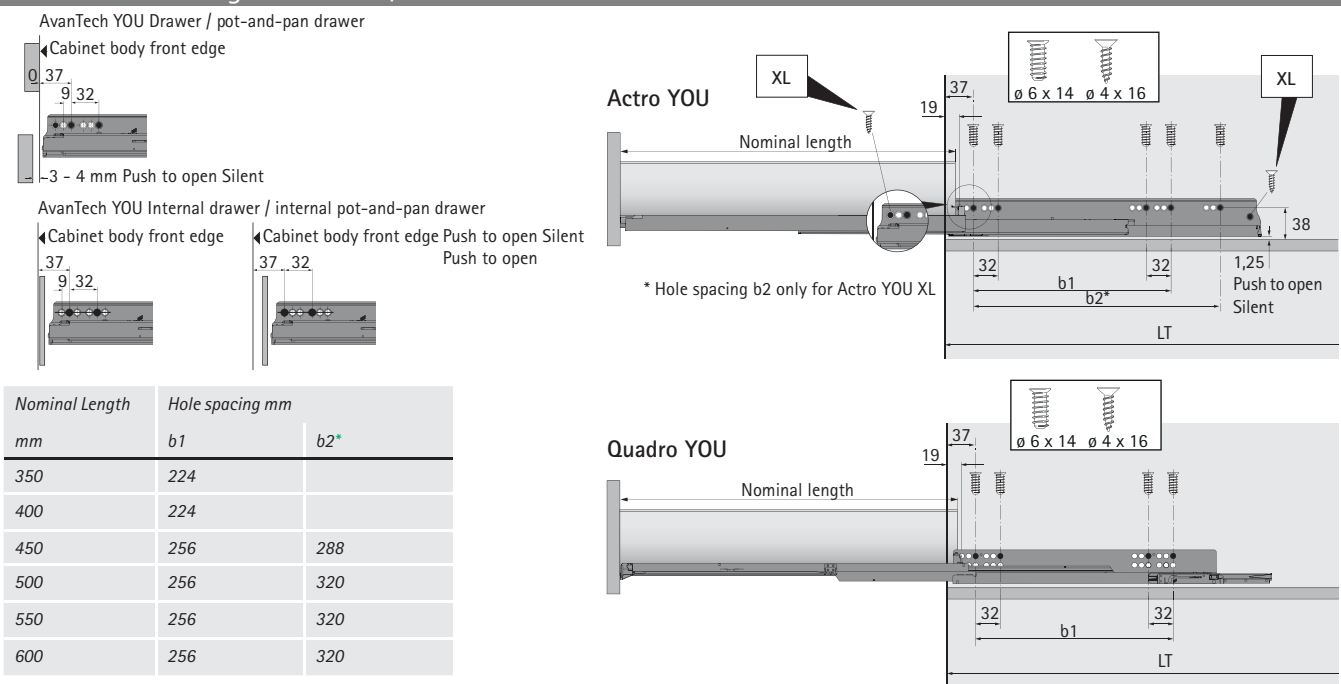 AvanTech YOU Drawer / pot-and-pan drawer
Cabinet body front edge
0 37
9 32
3 - 4 mm Push to open Silent
AvanTech YOU Internal drawer / internal pot-and-pan drawer
Cabinet body front edge
37
9 32
Cabinet body front edge Push to open Silent
Push to open
37 32
Nominal Length Hole spacing mm
mm b1 b2*
350 224
400 224
450 256 288
500 256 320
550 256 320
600 256 320
Actro YOU
XL
ø 6 x 14 ø 4 x 16
XL
37
19
Nominal length
38
32 32
b1
b2*
1,25
Push to open
Silent
* Hole spacing b2 only for Actro YOU XL
LT
Quadro YOU
ø 6 x 14 ø 4 x 16
37
19
Nominal length
32 32
b1
LT